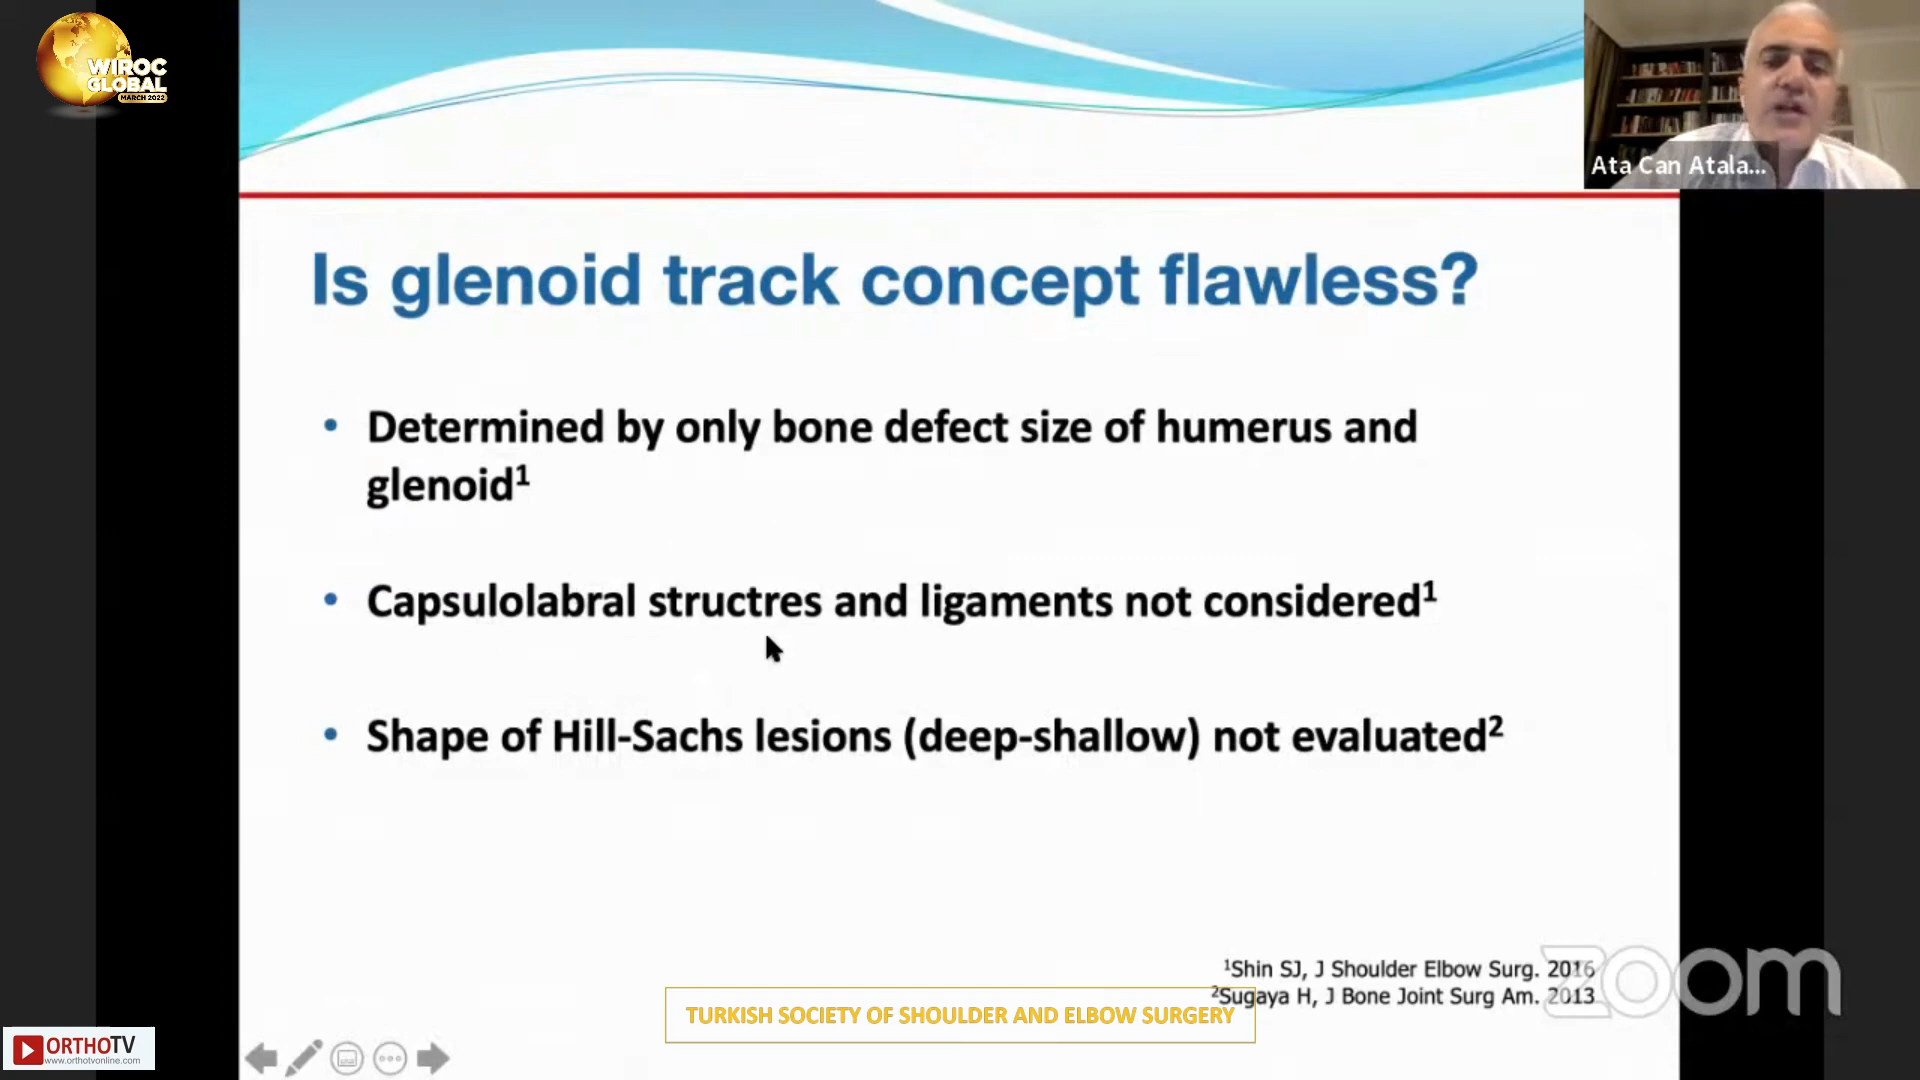 WIROC
GLOBAL
MARCH 2022
Ata Can Atala...
Is glenoid track concept flawless?
• Determined by only bone defect size of humerus and
glenoid¹
• Capsulolabral structres and ligaments not considered¹
• Shape of Hill-Sachs lesions (deep-shallow) not evaluated²
¹Shin SJ, J Shoulder Elbow Surg. 2016
²Sugaya H, J Bone Joint Surg Am. 2013
zoom
TURKISH SOCIETY OF SHOULDER AND ELBOW SURGERY
ORTHOTV
www.orthotvonline.com